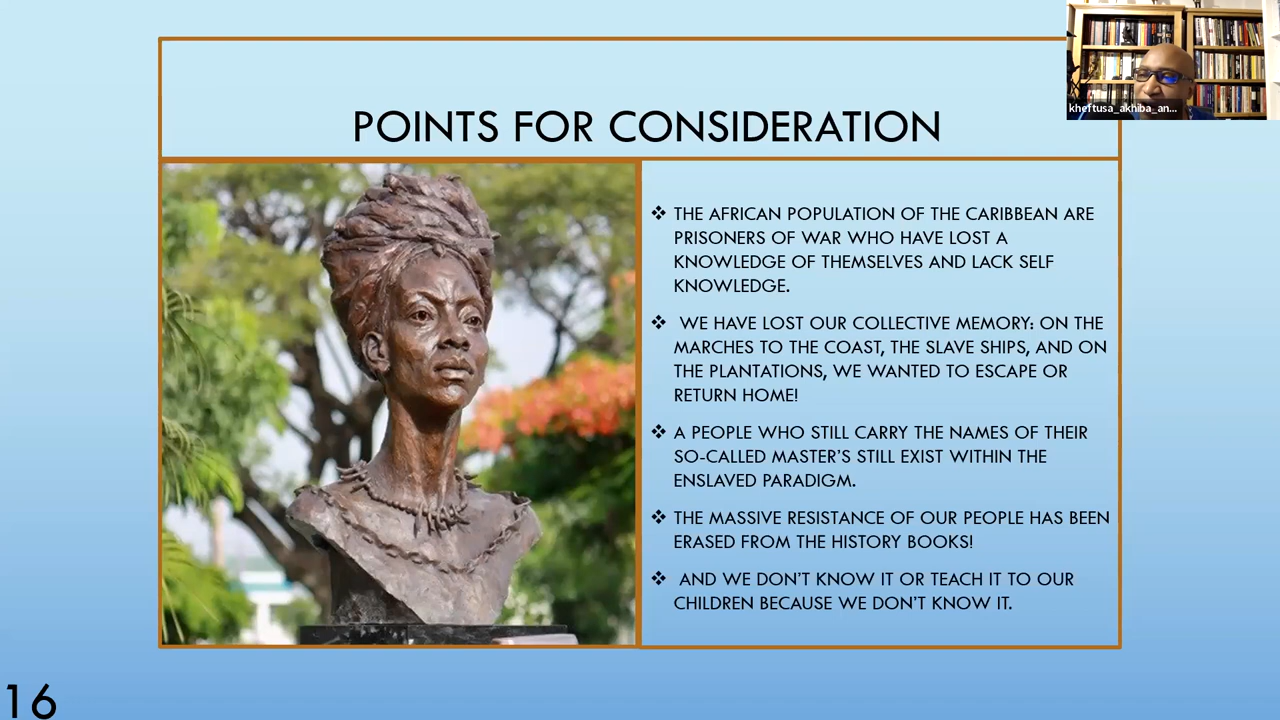 kheftusa_akhiba_an...
POINTS FOR CONSIDERATION
❖ THE AFRICAN POPULATION OF THE CARIBBEAN ARE
PRISONERS OF WAR WHO HAVE LOST A
KNOWLEDGE OF THEMSELVES AND LACK SELF
KNOWLEDGE.
❖ WE HAVE LOST OUR COLLECTIVE MEMORY: ON THE
MARCHES TO THE COAST, THE SLAVE SHIPS, AND ON
THE PLANTATIONS, WE WANTED TO ESCAPE OR
RETURN HOME!
❖ A PEOPLE WHO STILL CARRY THE NAMES OF THEIR
SO-CALLED MASTER’S STILL EXIST WITHIN THE
ENSLAVED PARADIGM.
❖ THE MASSIVE RESISTANCE OF OUR PEOPLE HAS BEEN
ERASED FROM THE HISTORY BOOKS!
❖ AND WE DON’T KNOW IT OR TEACH IT TO OUR
CHILDREN BECAUSE WE DON’T KNOW IT.
16